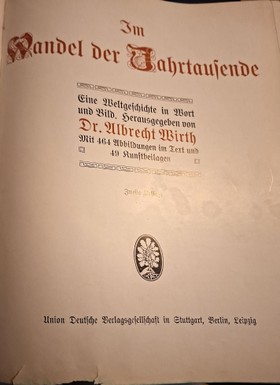 Im
Wandel der Jahrtausende
Eine Weltgeschichte in Wort
und Bild. Herausgegeben von
Dr. Albrecht Wirth
Mit 464 Abbildungen im Text und
49 Kunstbeilagen
Union Deutsche Verlagsgesellschaft in Stuttgart, Berlin, Leipzig